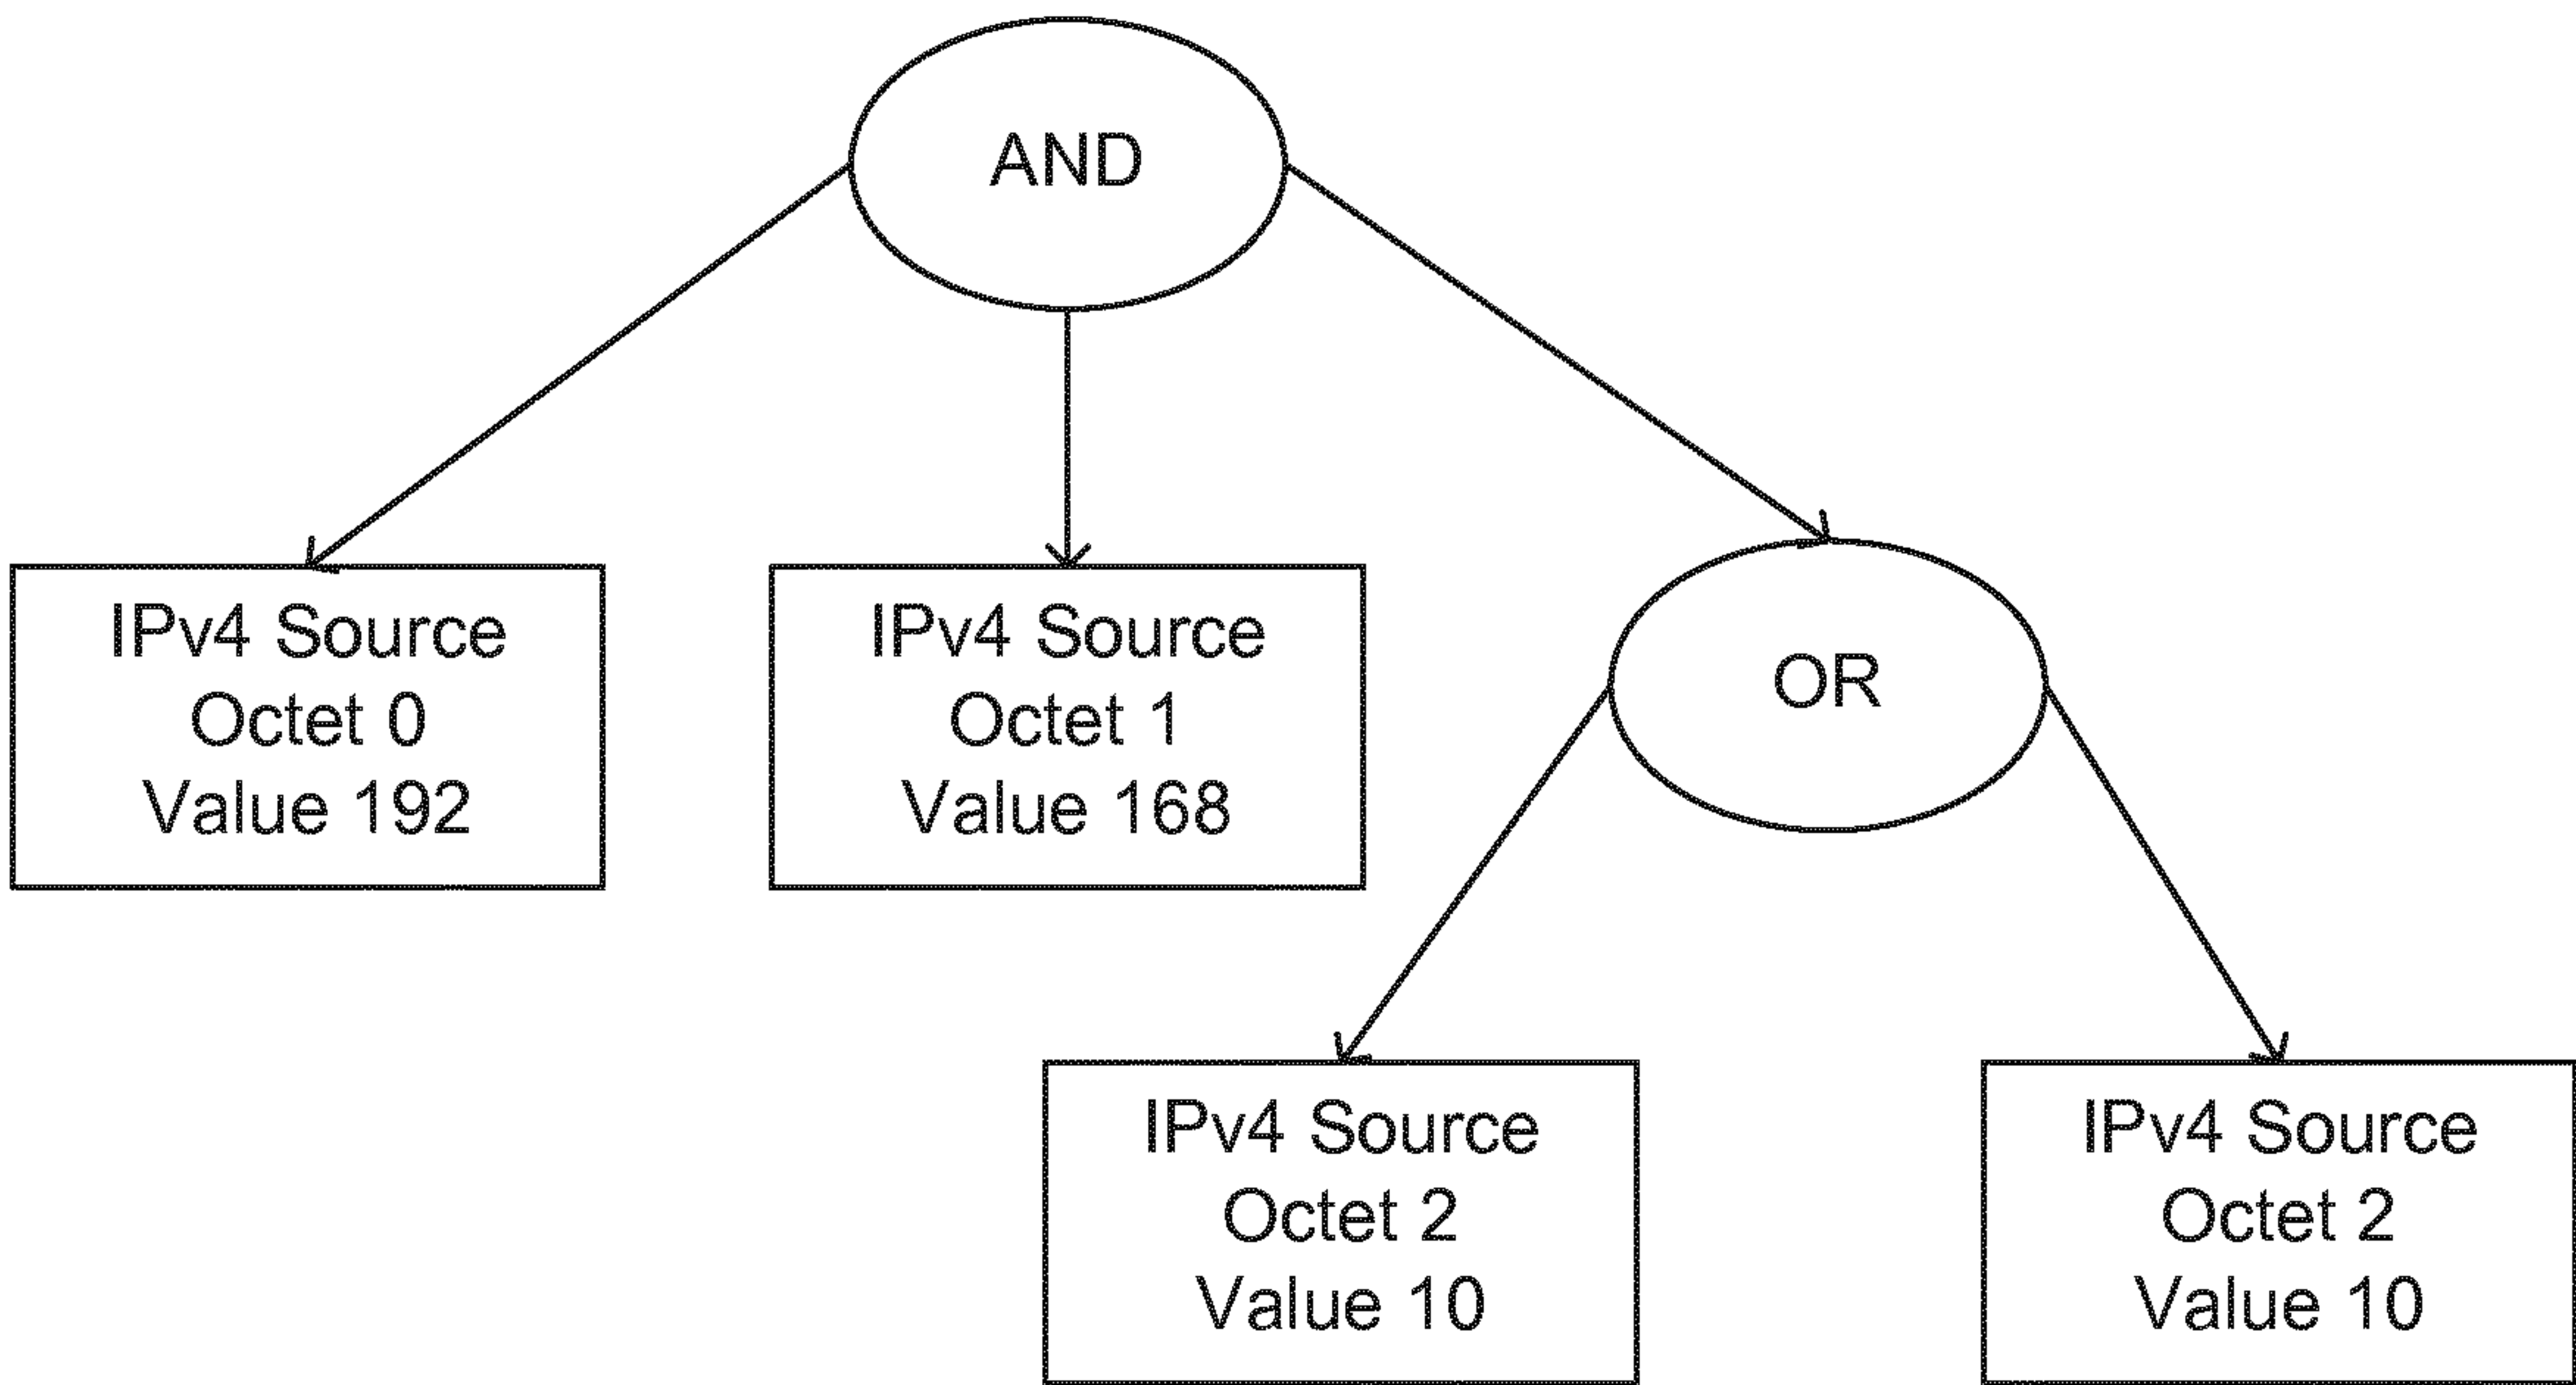 AND
IPv4 Source
Octet 0
Value 192
IPv4 Source
Octet 1
Value 168
OR
IPv4 Source
Octet 2
Value 10
IPv4 Source
Octet 2
Value 10